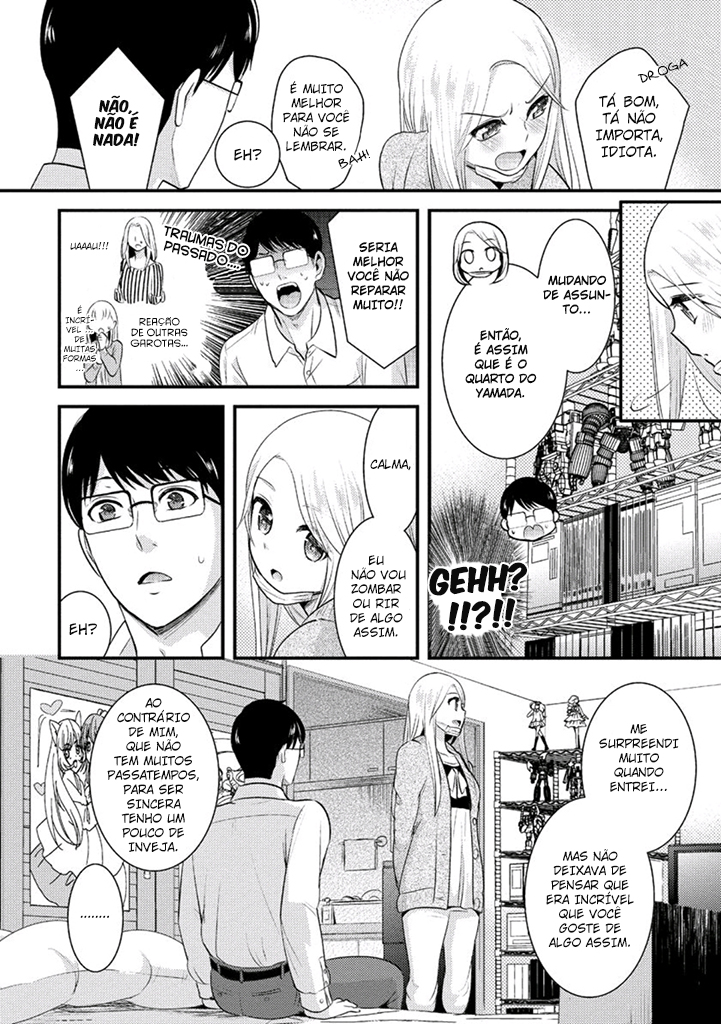 DROGA
TÁ BOM,
TÁ NÃO
IMPORTA,
IDIOTA.
É MUITO
MELHOR
PARA VOCÊ
NÃO SE
LEMBRAR.
BAH!
EH?
NÃO,
NÃO É
NADA!
MUDANDO
DE ASSUN-
TO...
ENTÃO,
É ASSIM
QUE É O
QUARTO DO
YAMADA.
GEHH?
!!?!!
SERIA
MELHOR
VOCÊ NÃO
REPARAR
MUITO!!
TRAUMAS DO
PASSADO...
UAAAU!!!
REAÇÃO
DE OUTRAS
GAROTAS...
É
INCRÍ-
VEL...
DE
MUITAS
FORMAS
...!
CALMA,
EU
NÃO VOU
ZOMBAR
OU RIR
DE ALGO
ASSIM.
EH?
ME
SURPREENDI
MUITO
QUANDO
ENTREI...
MAS NÃO
DEIXAVA DE
PENSAR QUE
ERA INCRÍVEL
QUE VOCÊ
GOSTE DE
ALGO ASSIM.
AO
CONTRÁRIO
DE MIM,
QUE NÃO
TEM MUITOS
PASSATEMPOS,
PARA SER
SINCERA
TENHO UM
POUCO DE
INVEJA.
.........